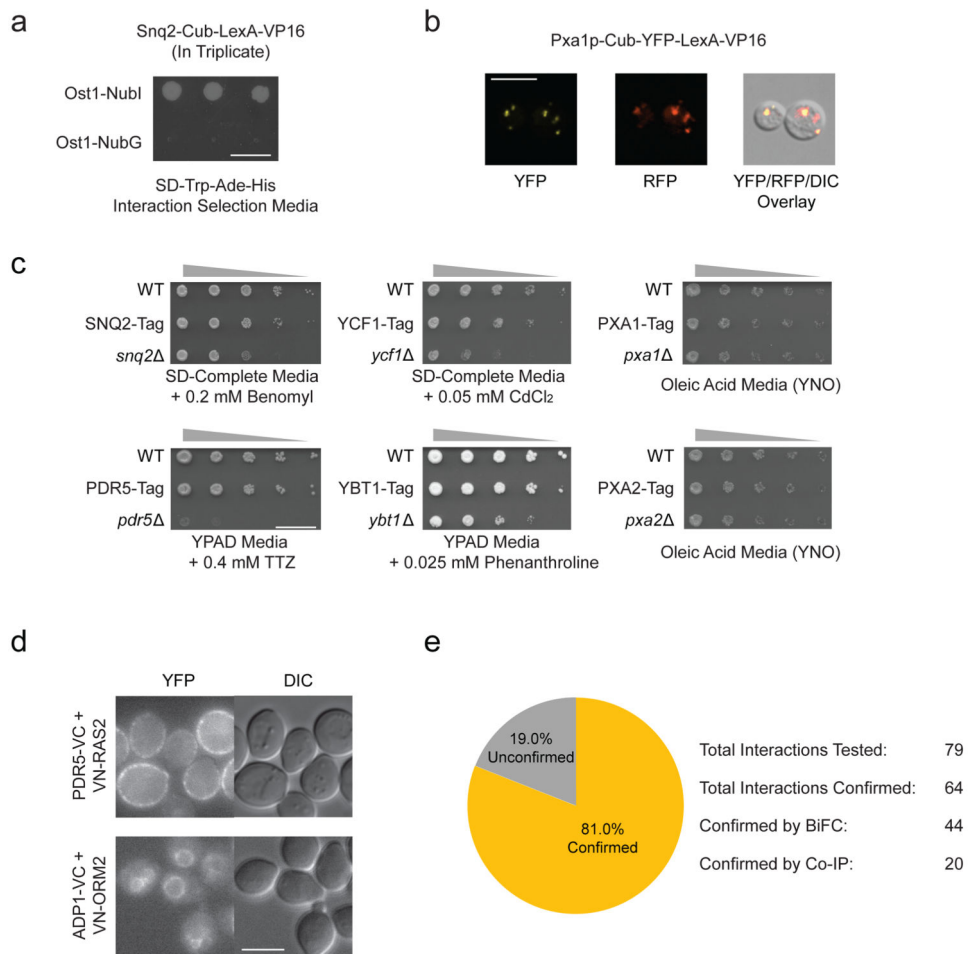 a
Snq2-Cub-LexA-VP16
(In Triplicate)
Ost1-NubI
Ost1-NubG
SD-Trp-Ade-His
Interaction Selection Media
b
Pxa1p-Cub-YFP-LexA-VP16
YFP
RFP
YFP/RFP/DIC
Overlay
c
WT
SNQ2-Tag
snq2Δ
SD-Complete Media
+ 0.2 mM Benomyl
WT
YCF1-Tag
ycf1Δ
SD-Complete Media
+ 0.05 mM CdCl₂
WT
PXA1-Tag
pxa1Δ
Oleic Acid Media (YNO)
WT
PDR5-Tag
pdr5Δ
YPAD Media
+ 0.4 mM TTZ
WT
YBT1-Tag
ybt1Δ
YPAD Media
+ 0.025 mM Phenanthroline
WT
PXA2-Tag
pxa2Δ
Oleic Acid Media (YNO)
d
YFP
DIC
PDR5-VC +
VN-RAS2
ADP1-VC +
VN-ORM2
e
19.0%
Unconfirmed
81.0%
Confirmed
Total Interactions Tested: 79
Total Interactions Confirmed: 64
Confirmed by BiFC: 44
Confirmed by Co-IP: 20